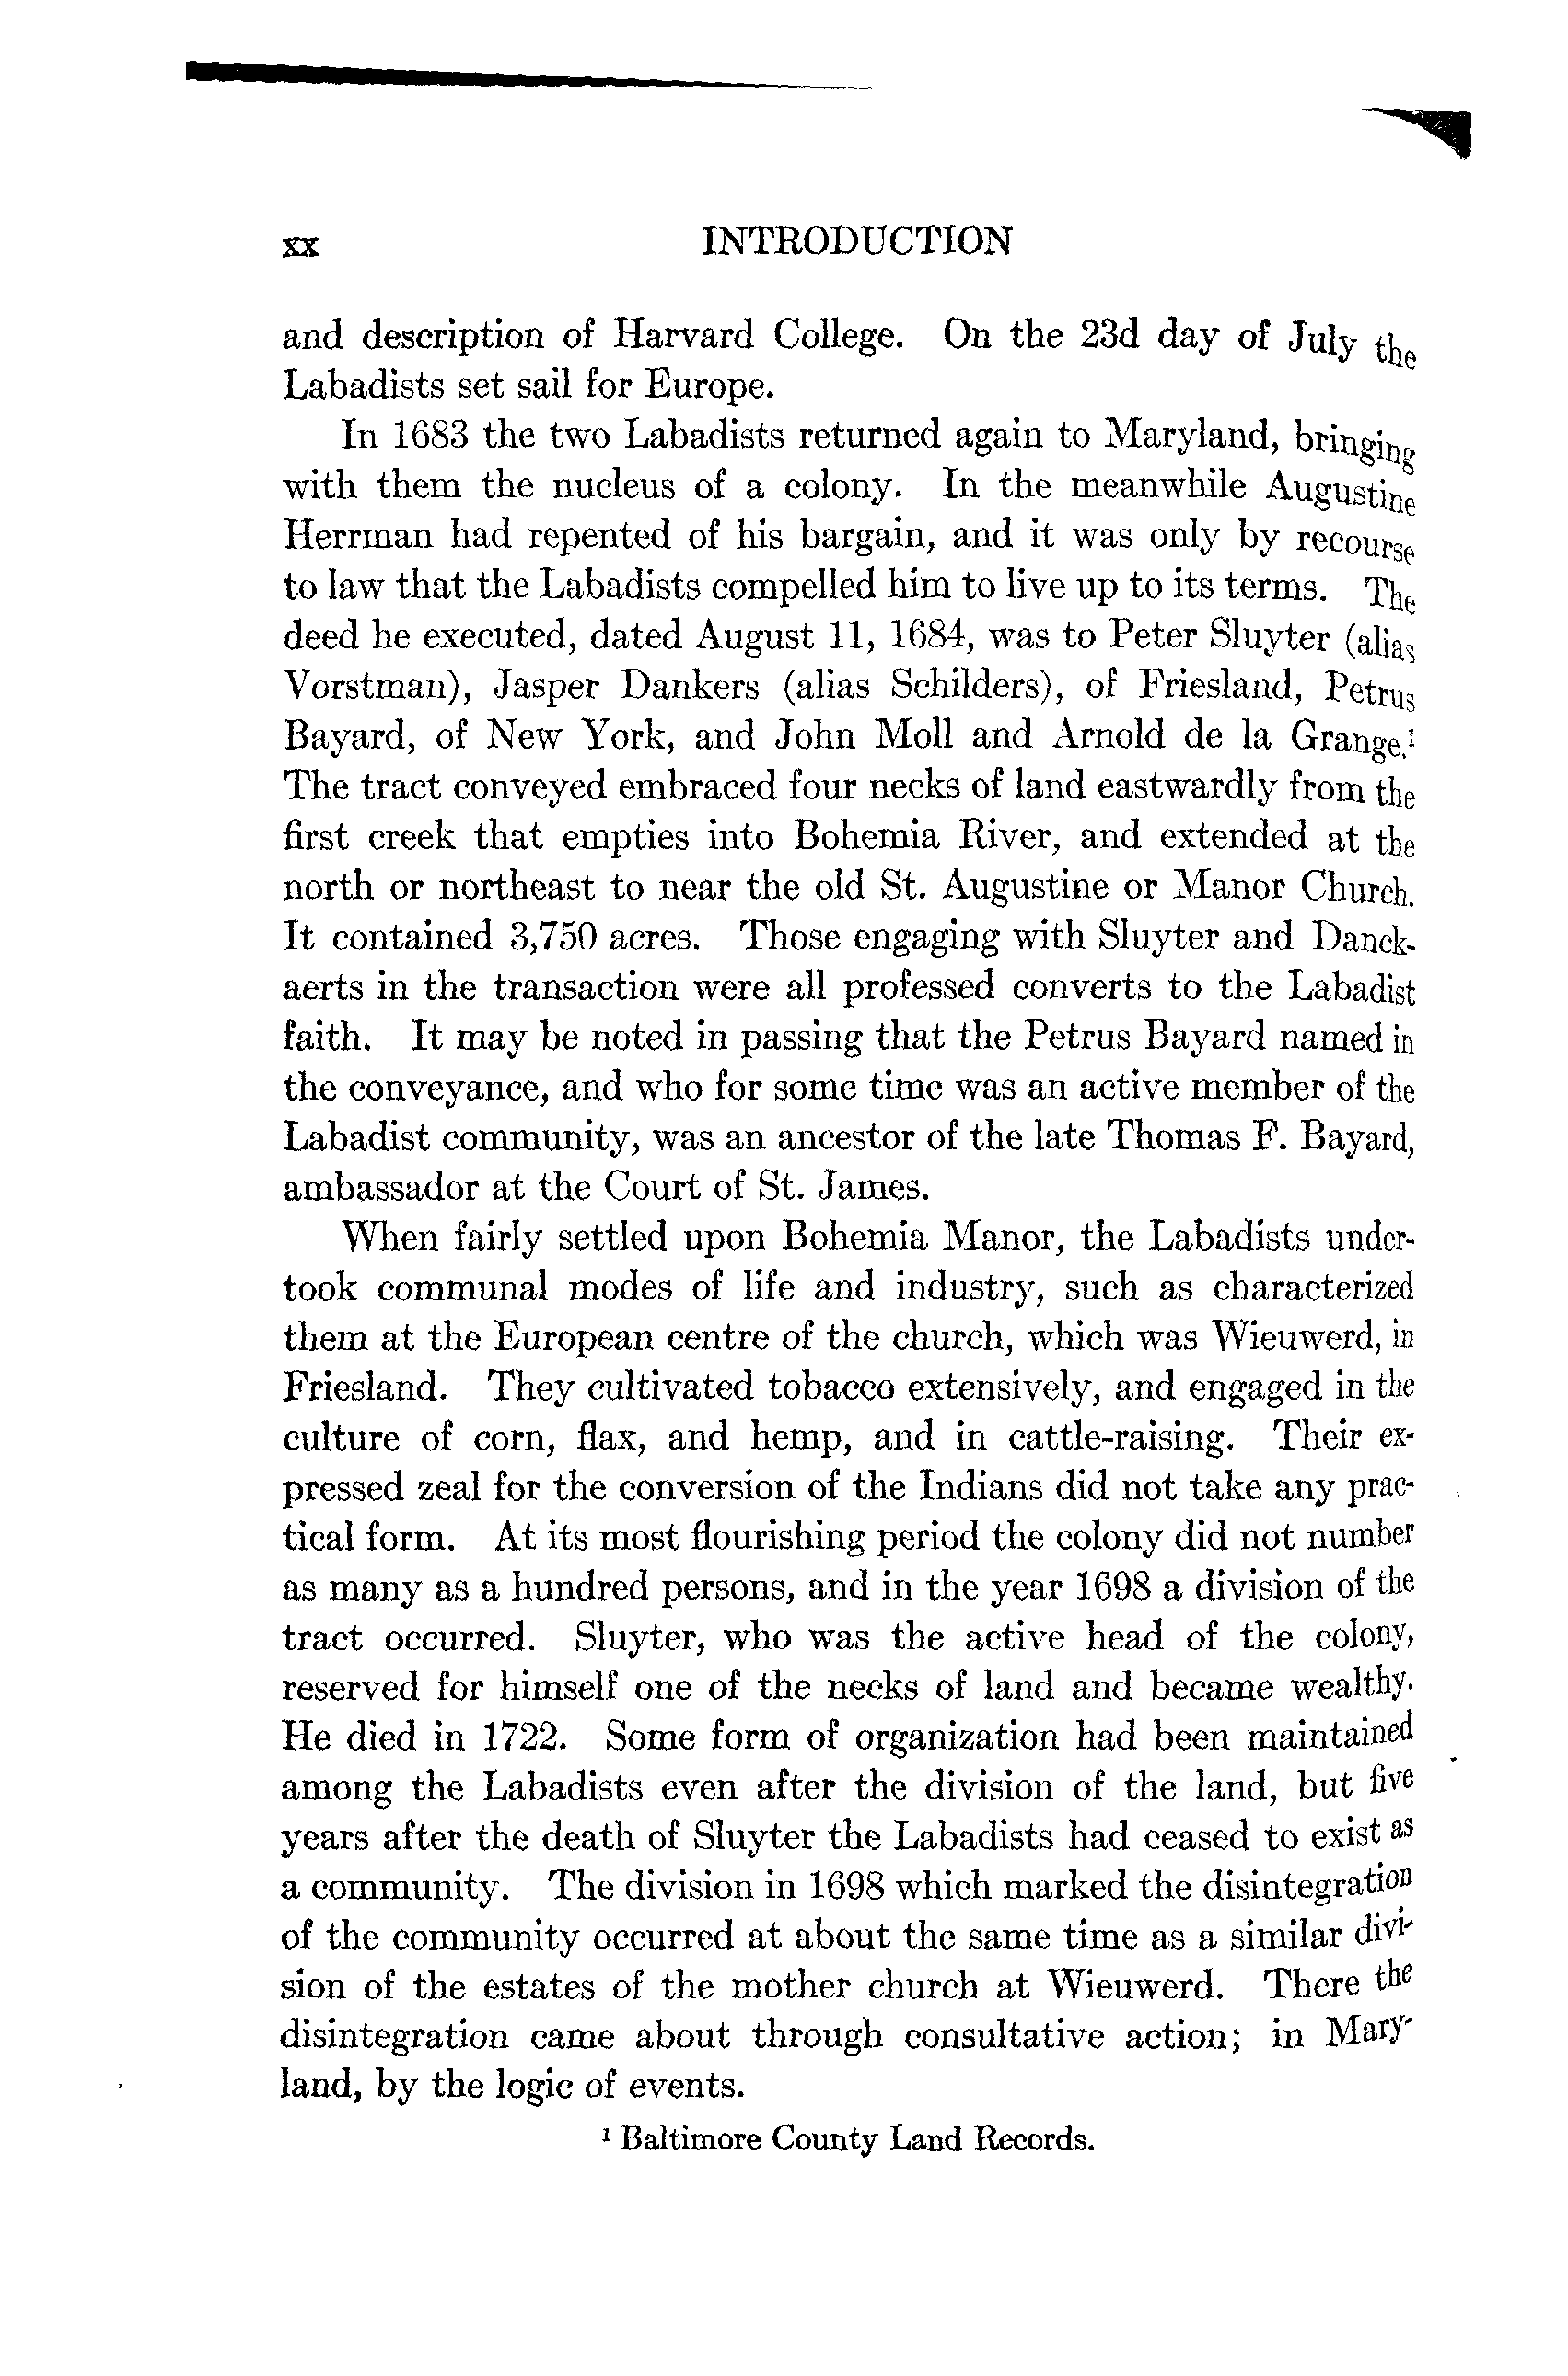 xx INTRODUCTION
and description of Harvard College. On the 23d day of July the
Labadists set sail for Europe.
In 1683 the two Labadists returned again to Maryland, bringing
with them the nucleus of a colony. In the meanwhile Augustine
Herrman had repented of his bargain, and it was only by recourse
to law that the Labadists compelled him to live up to its terms. The
deed he executed, dated August 11, 1684, was to Peter Sluyter (alias
Vorstman), Jasper Dankers (alias Schilders), of Friesland, Petrus
Bayard, of New York, and John Moll and Arnold de la Grange.¹
The tract conveyed embraced four necks of land eastwardly from the
first creek that empties into Bohemia River, and extended at the
north or northeast to near the old St. Augustine or Manor Church.
It contained 3,750 acres. Those engaging with Sluyter and Danck-
aerts in the transaction were all professed converts to the Labadist
faith. It may be noted in passing that the Petrus Bayard named in
the conveyance, and who for some time was an active member of the
Labadist community, was an ancestor of the late Thomas F. Bayard,
ambassador at the Court of St. James.
When fairly settled upon Bohemia Manor, the Labadists under-
took communal modes of life and industry, such as characterized
them at the European centre of the church, which was Wieuwerd, in
Friesland. They cultivated tobacco extensively, and engaged in the
culture of corn, flax, and hemp, and in cattle-raising. Their ex-
pressed zeal for the conversion of the Indians did not take any prac-
tical form. At its most flourishing period the colony did not number
as many as a hundred persons, and in the year 1698 a division of the
tract occurred. Sluyter, who was the active head of the colony,
reserved for himself one of the necks of land and became wealthy.
He died in 1722. Some form of organization had been maintained
among the Labadists even after the division of the land, but five
years after the death of Sluyter the Labadists had ceased to exist as
a community. The division in 1698 which marked the disintegration
of the community occurred at about the same time as a similar divi-
sion of the estates of the mother church at Wieuwerd. There the
disintegration came about through consultative action; in Mary-
land, by the logic of events.
¹ Baltimore County Land Records.